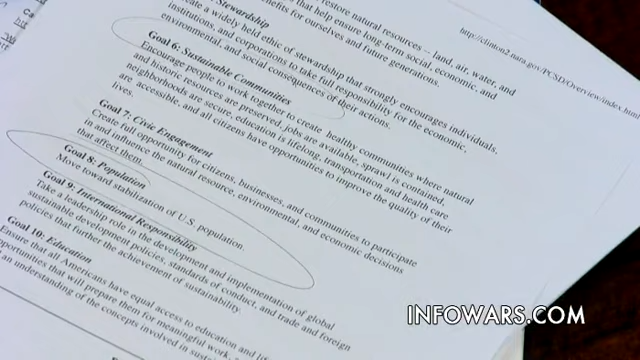 Stewardship
restore natural resources -- land, air, water, and
create a widely held ethic of stewardship that strongly encourages individuals,
institutions, and corporations to take full responsibility for the economic,
environmental, and social consequences of their actions.
Goal 6: Sustainable Communities
Encourage people to work together to create healthy communities where natural
and historic resources are preserved, jobs are available, sprawl is contained,
neighborhoods are secure, education is lifelong, transportation and health care
are accessible, and all citizens have opportunities to improve the quality of their
lives.
Goal 7: Civic Engagement
Create full opportunity for citizens, businesses, and communities to participate
in and influence the natural resource, environmental, and economic decisions
that affect them.
Goal 8: Population
Move toward stabilization of U.S. population.
Goal 9: International Responsibility
Take a leadership role in the development and implementation of global
sustainable development policies, standards of conduct, and trade and foreign
policies that further the achievement of sustainability.
Goal 10: Education
Ensure that all Americans have equal access to education and
opportunities that will prepare them for meaningful work,
an understanding of the concepts involved in
http://clinton2.nara.gov/PCSD/Overview/index.
INFOWARS.COM